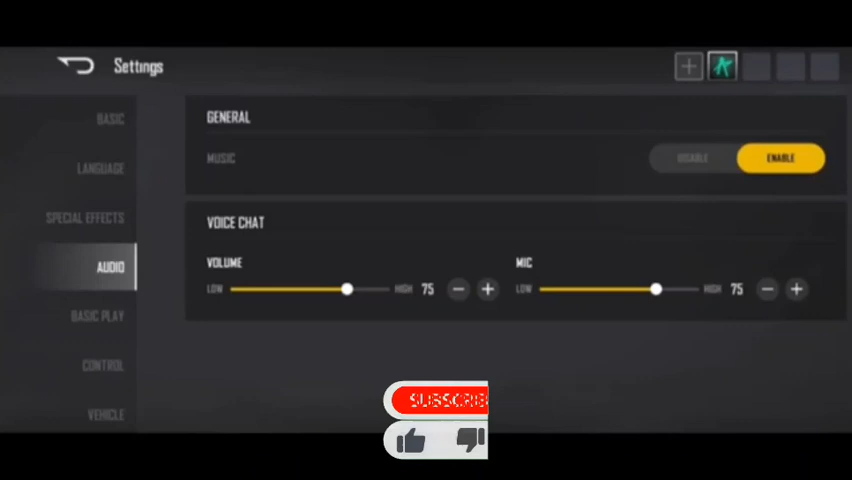 Settings
BASIC
LANGUAGE
SPECIAL EFFECTS
AUDIO
BASIC PLAY
CONTROL
VEHICLE
GENERAL
MUSIC
DISABLE
ENABLE
VOICE CHAT
VOLUME
LOW
HIGH 75
MIC
LOW
HIGH 75
SUBSCRIB